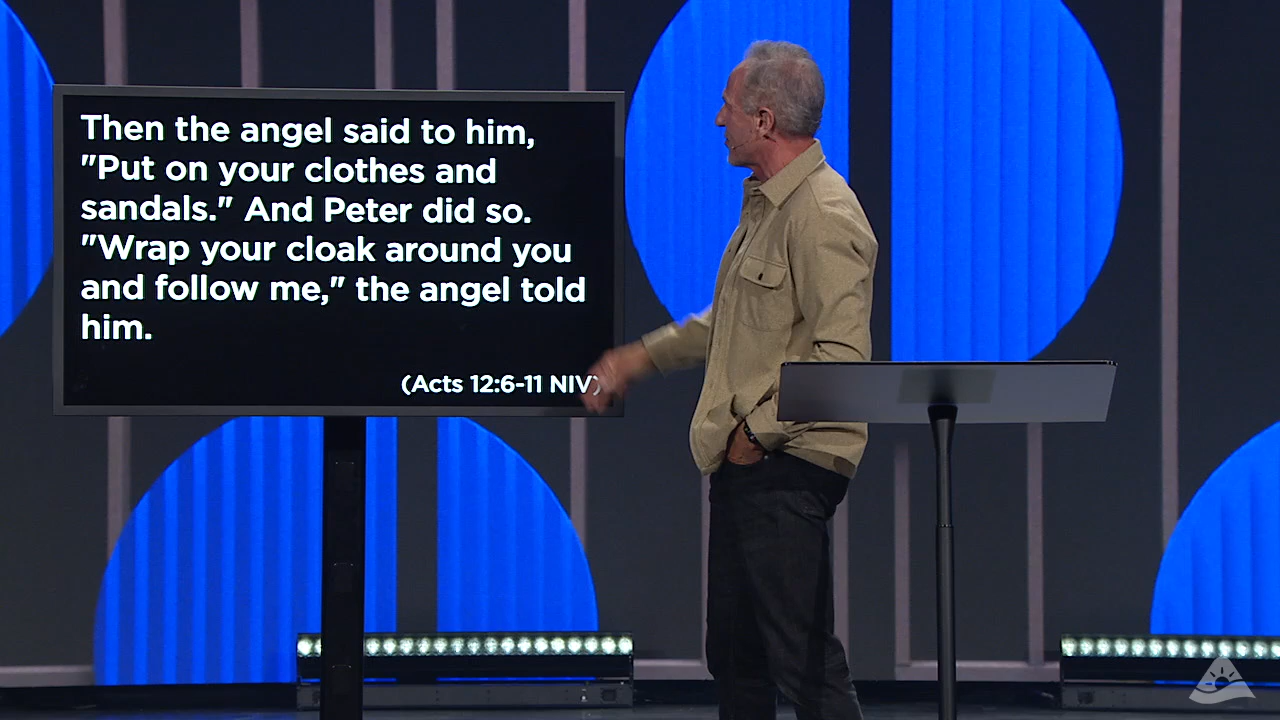 Then the angel said to him,
"Put on your clothes and
sandals." And Peter did so.
"Wrap your cloak around you
and follow me," the angel told
him.
(Acts 12:6-11 NIV)